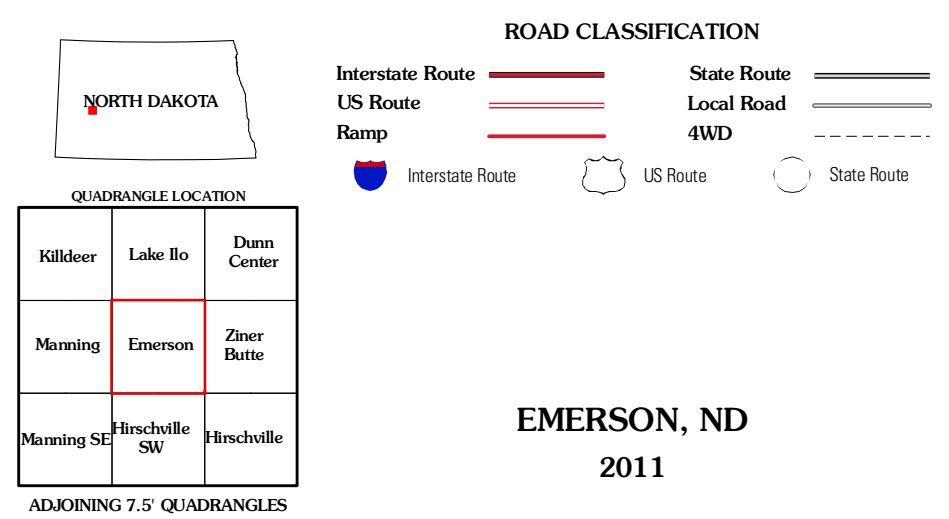 ROAD CLASSIFICATION
Interstate Route
State Route
US Route
Local Road
Ramp
4WD
Interstate Route
US Route
State Route
NORTH DAKOTA
QUADRANGLE LOCATION
Killdeer
Lake Ilo
Dunn
Center
Manning
Emerson
Ziner
Butte
Manning SE
Hirschville
SW
Hirschville
ADJOINING 7.5' QUADRANGLES
EMERSON, ND
2011